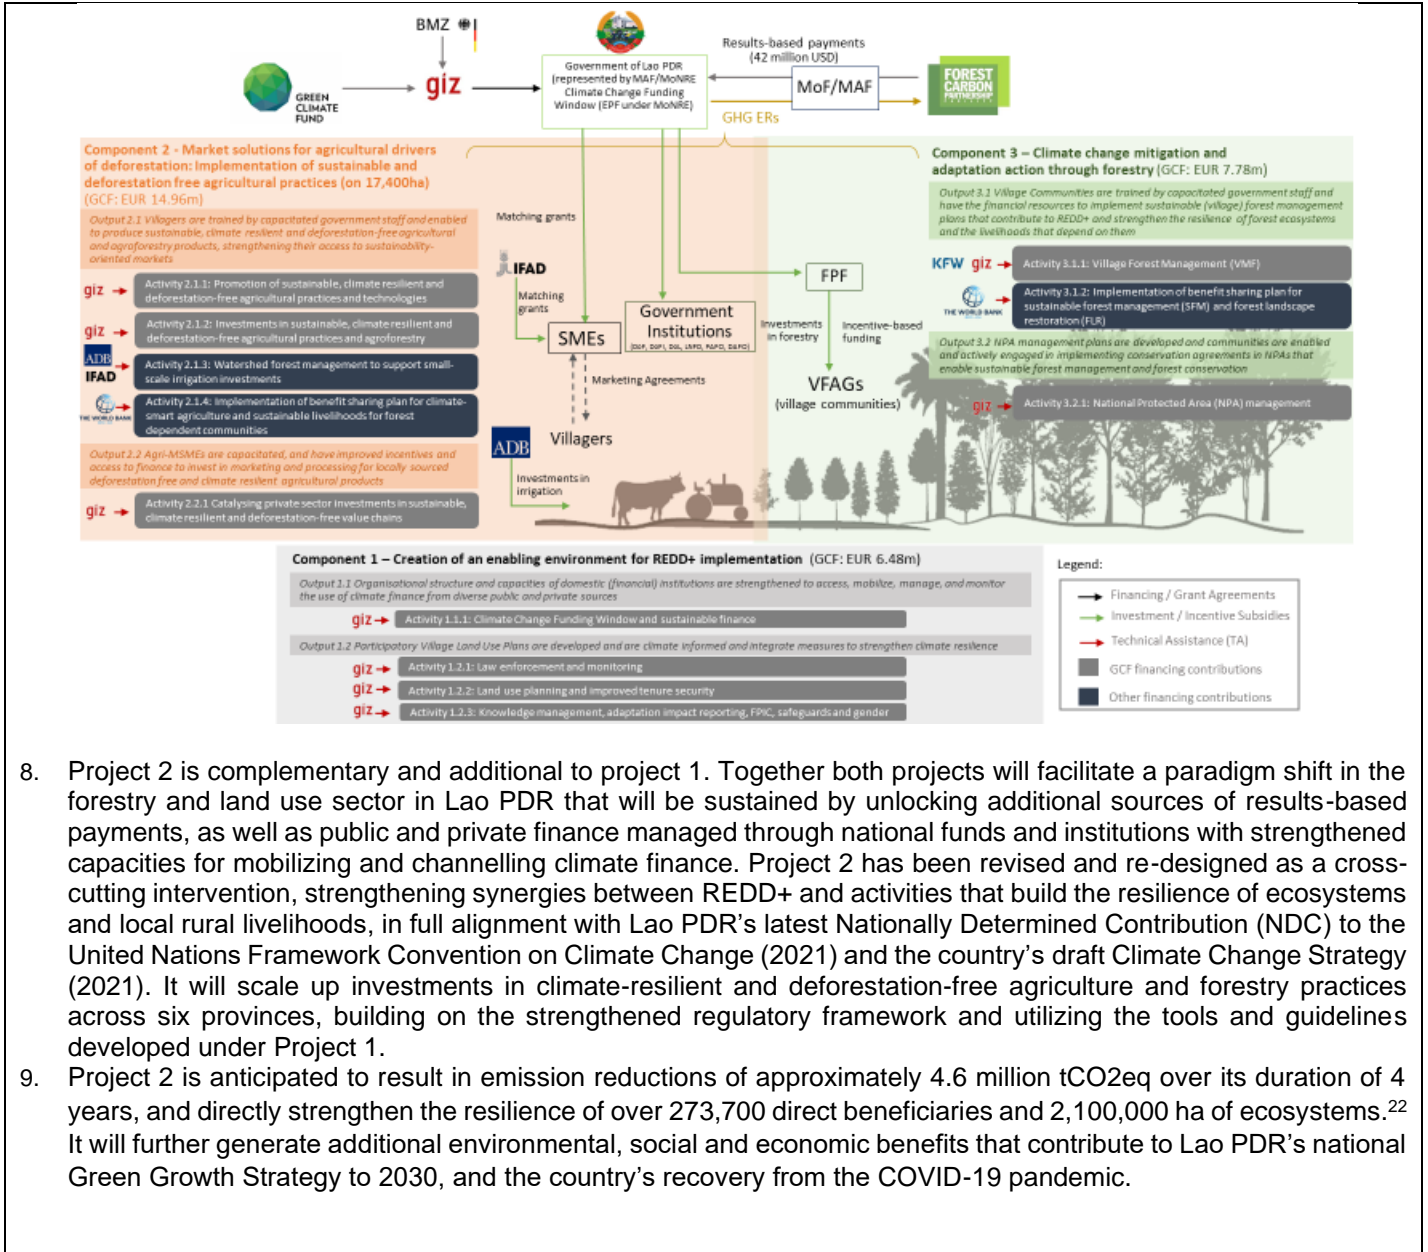 BMZ
GREEN
CLIMATE
FUND
giz
Government of Lao PDR
(represented by MAF/MoNRE
Climate Change Funding
Window (EPF under MoNRE)
Results-based payments
(42 million USD)
MoF/MAF
FOREST
CARBON
PARTNERSHIP
GHG ERs
Component 2 - Market solutions for agricultural drivers
of deforestation: Implementation of sustainable and
deforestation free agricultural practices (on 17,400ha)
(GCF: EUR 14.96m)
Output 2.1 Villagers are trained by capacitated government staff and enabled
to produce sustainable, climate resilient and deforestation-free agricultural
and agroforestry products, strengthening their access to sustainability-
oriented markets
giz
Activity 2.1.1: Promotion of sustainable, climate resilient and
deforestation-free agricultural practices and technologies
giz
Activity 2.1.2: Investments in sustainable, climate resilient and
deforestation-free agricultural practices and agroforestry
ADB
IFAD
Activity 2.1.3: Watershed forest management to support small-
scale irrigation investments
THE WORLD BANK
Activity 2.1.4: Implementation of benefit sharing plan for climate-
smart agriculture and sustainable livelihoods for forest
dependent communities
Output 2.2 Agri-MSMEs are capacitated, and have improved incentives and
access to finance to invest in marketing and processing for locally sourced
deforestation free and climate resilient agricultural products
giz
Activity 2.2.1 Catalysing private sector investments in sustainable,
climate resilient and deforestation-free value chains
Matching grants
IFAD
Matching
grants
SMEs
Government
Institutions
Marketing Agreements
Villagers
ADB
Investments in
irrigation
FPF
Investments
in forestry
Incentive-based
funding
VFAGs
(village communities)
Component 3 – Climate change mitigation and
adaptation action through forestry (GCF: EUR 7.78m)
Output 3.1 Village Communities are trained by capacitated government staff and
have the financial resources to implement sustainable (village) forest management
plans that contribute to REDD+ and strengthen the resilience of forest ecosystems
and the livelihoods that depend on them
KFW giz
Activity 3.1.1: Village Forest Management (VMF)
THE WORLD BANK
Activity 3.1.2: Implementation of benefit sharing plan for
sustainable forest management (SFM) and forest landscape
restoration (FLR)
Output 3.2 NPA management plans are developed and communities are enabled
and actively engaged in implementing conservation agreements in NPAs that
enable sustainable forest management and forest conservation
giz
Activity 3.2.1: National Protected Area (NPA) management
Component 1 – Creation of an enabling environment for REDD+ implementation (GCF: EUR 6.48m)
Output 1.1 Organisational structure and capacities of domestic (financial) institutions are strengthened to access, mobilize, manage, and monitor
the use of climate finance from diverse public and private sources
giz
Activity 1.1.1: Climate Change Funding Window and sustainable finance
Output 1.2 Participatory Village Land Use Plans are developed and are climate informed and integrate measures to strengthen climate resilience
giz
Activity 1.2.1: Law enforcement and monitoring
giz
Activity 1.2.2: Land use planning and improved tenure security
giz
Activity 1.2.3: Knowledge management, adaptation impact reporting, FPIC, safeguards and gender
Legend:
Financing / Grant Agreements
Investment / Incentive Subsidies
Technical Assistance (TA)
GCF financing contributions
Other financing contributions
8. Project 2 is complementary and additional to project 1. Together both projects will facilitate a paradigm shift in the
forestry and land use sector in Lao PDR that will be sustained by unlocking additional sources of results-based
payments, as well as public and private finance managed through national funds and institutions with strengthened
capacities for mobilizing and channelling climate finance. Project 2 has been revised and re-designed as a cross-
cutting intervention, strengthening synergies between REDD+ and activities that build the resilience of ecosystems
and local rural livelihoods, in full alignment with Lao PDR’s latest Nationally Determined Contribution (NDC) to the
United Nations Framework Convention on Climate Change (2021) and the country’s draft Climate Change Strategy
(2021). It will scale up investments in climate-resilient and deforestation-free agriculture and forestry practices
across six provinces, building on the strengthened regulatory framework and utilizing the tools and guidelines
developed under Project 1.
9. Project 2 is anticipated to result in emission reductions of approximately 4.6 million tCO2eq over its duration of 4
years, and directly strengthen the resilience of over 273,700 direct beneficiaries and 2,100,000 ha of ecosystems.22
It will further generate additional environmental, social and economic benefits that contribute to Lao PDR’s national
Green Growth Strategy to 2030, and the country’s recovery from the COVID-19 pandemic.